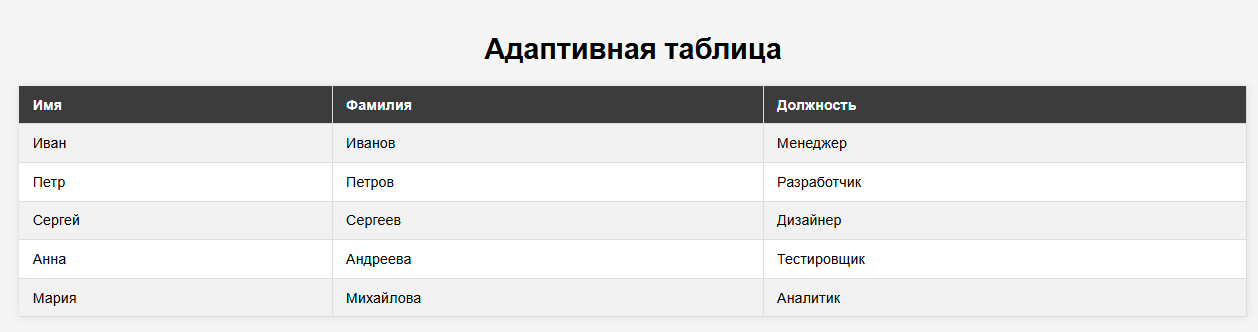 Адаптивная таблица
Имя Фамилия Должность
Иван Иванов Менеджер
Петр Петров Разработчик
Сергей Сергеев Дизайнер
Анна Андреева Тестировщик
Мария Михайлова Аналитик